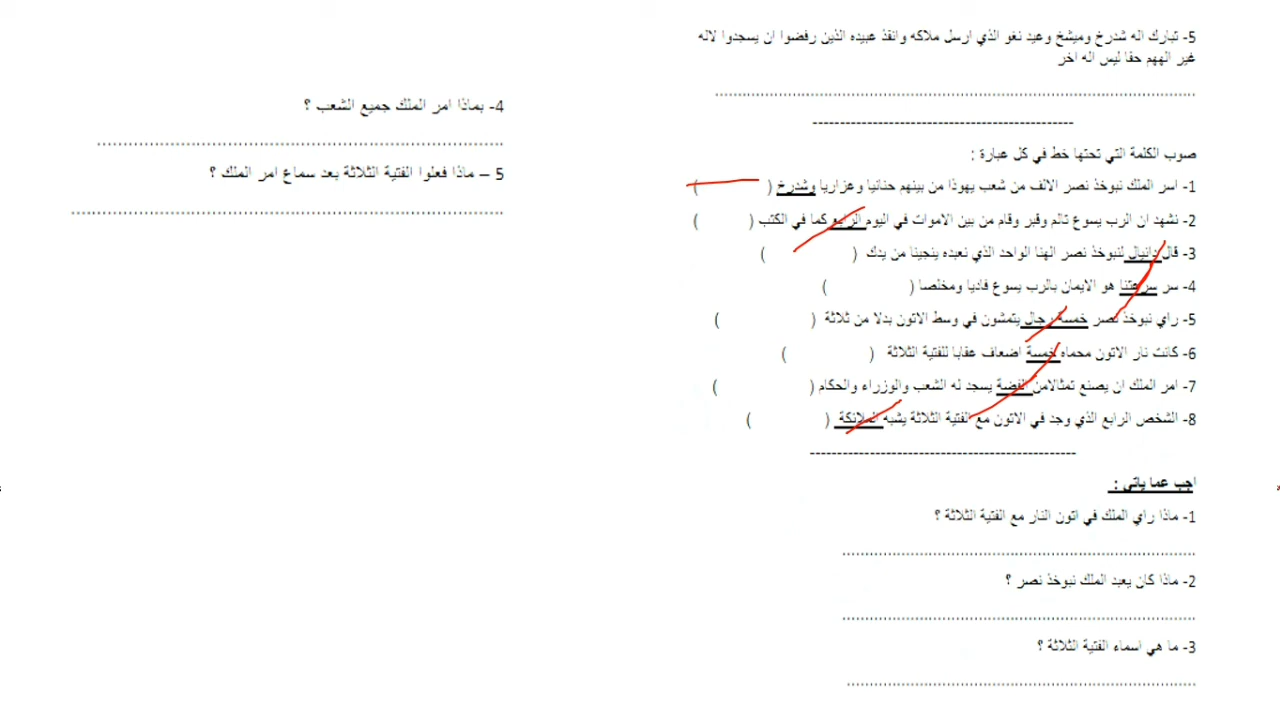 5- تبارك اله شدرخ وميشخ وعيد نغو الذي ارسل ملاكه وانقذ عبيده الذين رفضوا ان يسجدوا لاله
غير الههم حقا ليس اله اخر
................................................................................
------------------------------------------------
صوب الكلمة التي تحتها خط في كل عبارة :
1- اسر الملك نبوخذ نصر الالف من شعب يهوذا من بينهم حنانيا وعزاريا وشدرخ ( )
2- نشهد ان الرب يسوع تالم وقبر وقام من بين الاموات في اليوم الرابع كما في الكتب ( )
3- قال دانيال لنبوخذ نصر الهنا الواحد الذي نعبده ينجينا من يدك ( )
4- سر سرعتنا هو الايمان بالرب يسوع فاديا ومخلصا ( )
5- راي نبوخذ نصر خمسة رجال يتمشون في وسط الاتون بدلا من ثلاثة ( )
6- كانت نار الاتون محماه خمسة اضعاف عقابا للفتية الثلاثة ( )
7- امر الملك ان يصنع تمثالامن الفضة يسجد له الشعب والوزراء والحكام ( )
8- الشخص الرابع الذي وجد في الاتون مع الفتية الثلاثة يشبه الملائكة ( )
------------------------------------------------
اجب عما يأتي :
1- ماذا راي الملك في اتون النار مع الفتية الثلاثة ؟
................................................................
2- ماذا كان يعبد الملك نبوخذ نصر ؟
................................................................
3- ما هي اسماء الفتية الثلاثة ؟
................................................................
4- بماذا امر الملك جميع الشعب ؟
................................................................................
5 – ماذا فعلوا الفتية الثلاثة بعد سماع امر الملك ؟
................................................................................